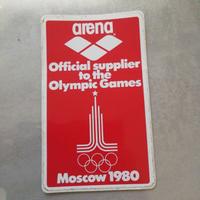 arena
Official supplier
to the
Olympic Games
Moscow 1980